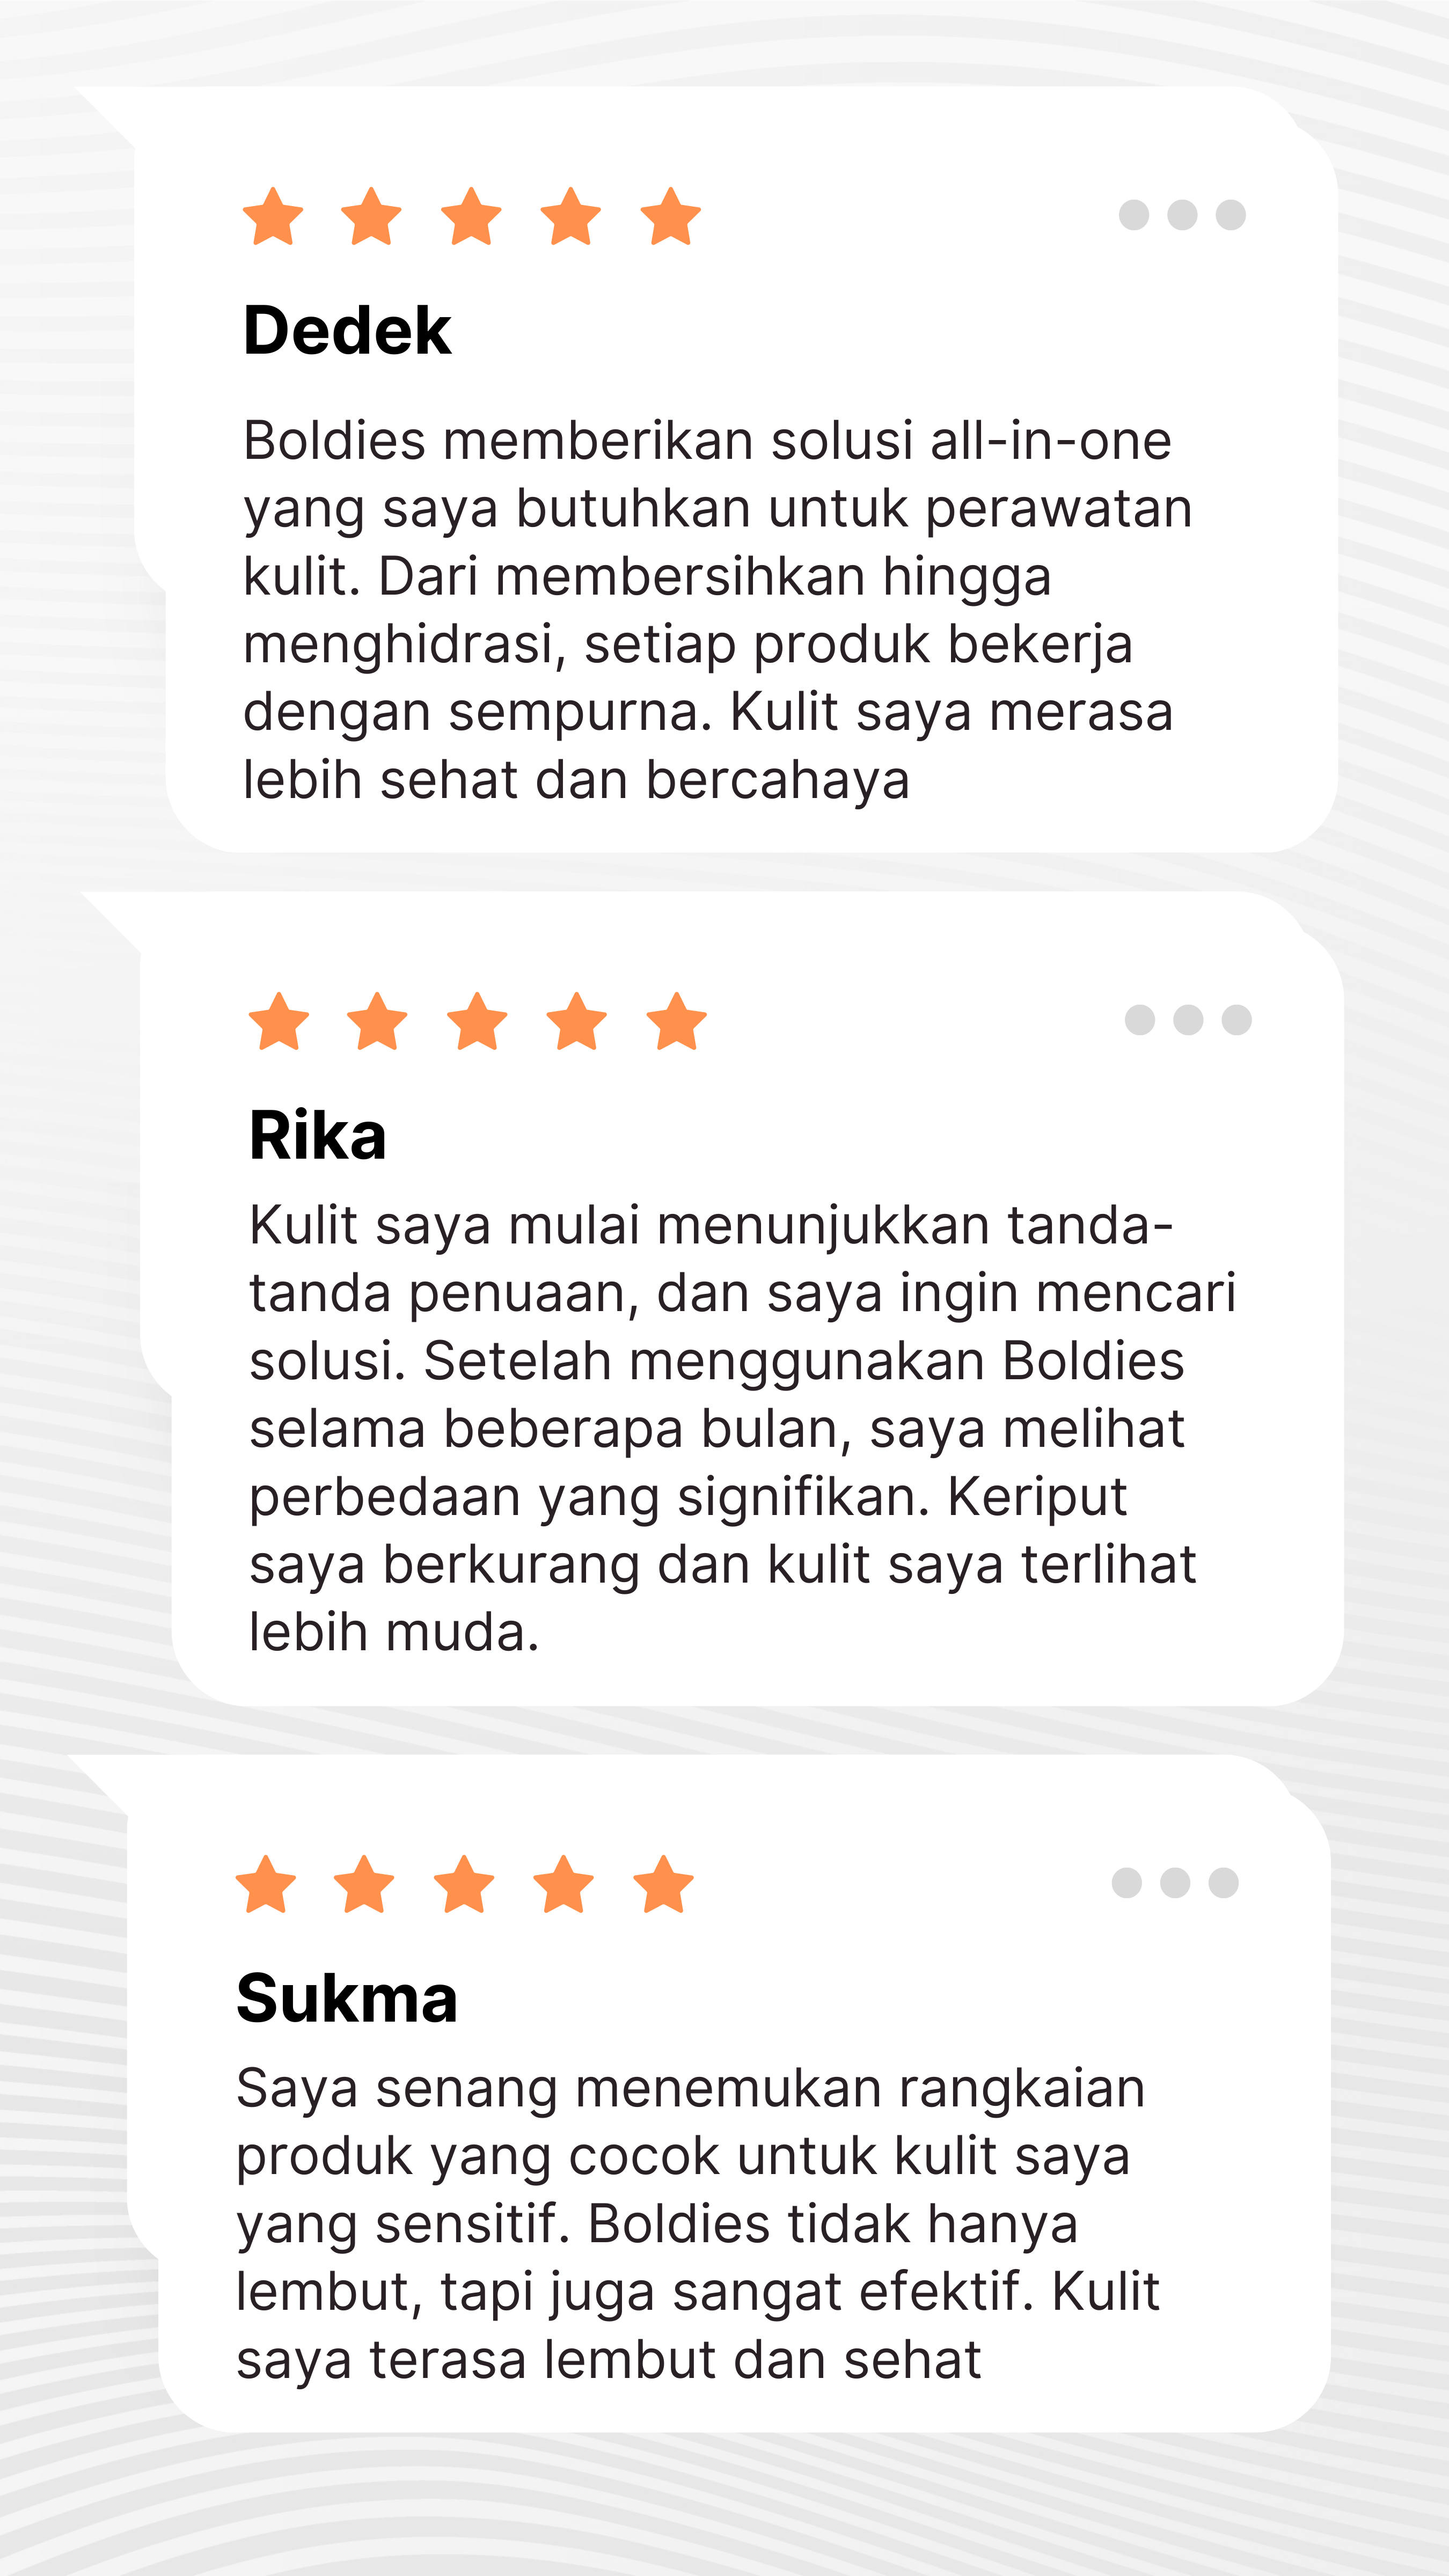 Dedek
Boldies memberikan solusi all-in-one
yang saya butuhkan untuk perawatan
kulit. Dari membersihkan hingga
menghidrasi, setiap produk bekerja
dengan sempurna. Kulit saya merasa
lebih sehat dan bercahaya
Rika
Kulit saya mulai menunjukkan tanda-
tanda penuaan, dan saya ingin mencari
solusi. Setelah menggunakan Boldies
selama beberapa bulan, saya melihat
perbedaan yang signifikan. Keriput
saya berkurang dan kulit saya terlihat
lebih muda.
Sukma
Saya senang menemukan rangkaian
produk yang cocok untuk kulit saya
yang sensitif. Boldies tidak hanya
lembut, tapi juga sangat efektif. Kulit
saya terasa lembut dan sehat